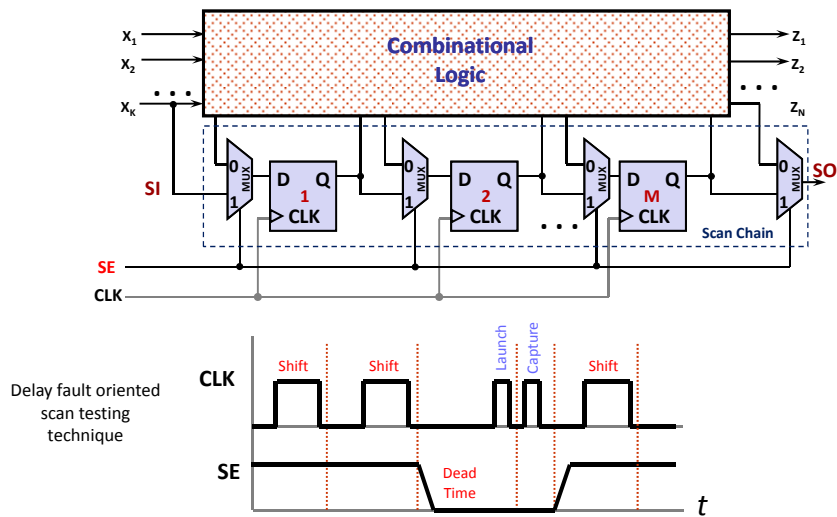 Combinational
Logic
X1
X2
...
XK
Z1
Z2
...
ZN
0
1
MUX
D Q
1
CLK
0
1
MUX
D Q
2
CLK
...
0
1
MUX
D Q
M
CLK
0
1
MUX
SI
SO
Scan Chain
SE
CLK
Delay fault oriented
scan testing
technique
CLK
Shift
Shift
Launch
Capture
Shift
SE
Dead
Time
t